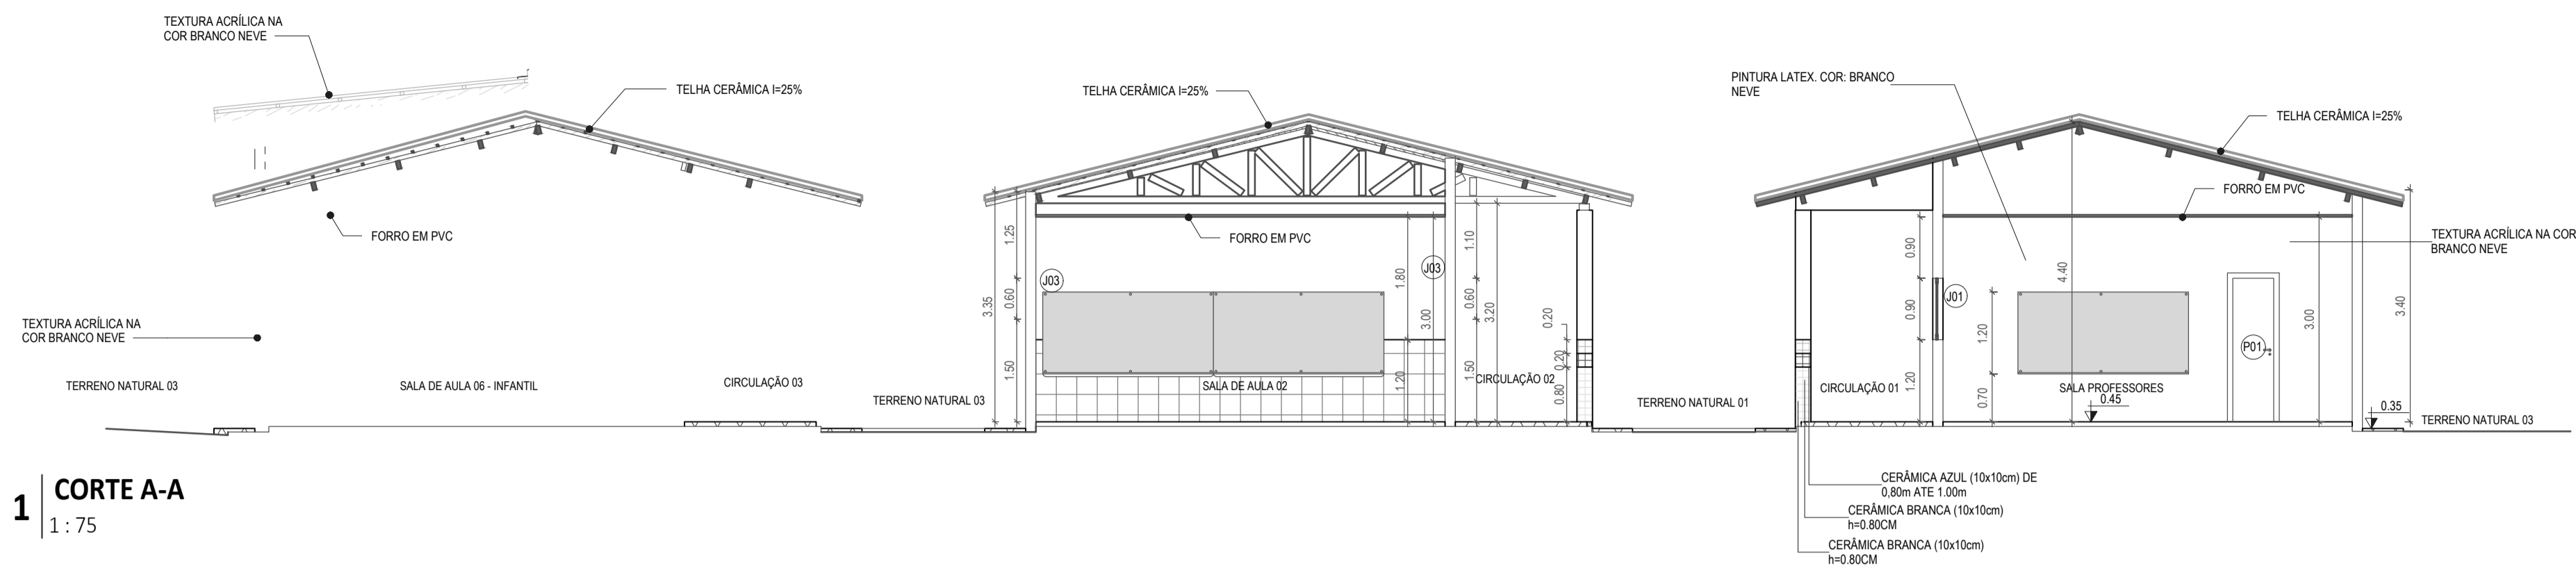 TEXTURA ACRÍLICA NA
COR BRANCO NEVE
TELHA CERÂMICA I=25%
TELHA CERÂMICA I=25%
PINTURA LATEX. COR: BRANCO
NEVE
TELHA CERÂMICA I=25%
FORRO EM PVC
FORRO EM PVC
FORRO EM PVC
TEXTURA ACRÍLICA NA COR
BRANCO NEVE
TEXTURA ACRÍLICA NA
COR BRANCO NEVE
3.35
1.25
0.60
1.50
J03
J03
1.80
1.20
3.00
1.10
0.60
1.50
3.20
0.20
0.20
0.80
0.90
0.90
1.20
J01
1.20
0.70
4.40
P01
3.00
3.40
TERRENO NATURAL 03
SALA DE AULA 06 - INFANTIL
CIRCULAÇÃO 03
TERRENO NATURAL 03
SALA DE AULA 02
CIRCULAÇÃO 02
TERRENO NATURAL 01
CIRCULAÇÃO 01
SALA PROFESSORES
0.45
0.35
TERRENO NATURAL 03
CERÂMICA AZUL (10x10cm) DE
0,80m ATE 1.00m
CERÂMICA BRANCA (10x10cm)
h=0.80CM
CERÂMICA BRANCA (10x10cm)
h=0.80CM
1
CORTE A-A
1 : 75